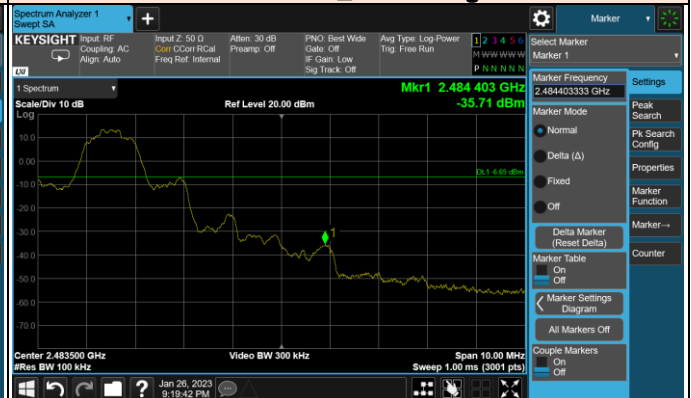 Spectrum Analyzer 1
Swept SA
+
Marker
KEYSIGHT
Input: RF
Coupling: AC
Align: Auto
Input Z: 50 Ω
Corr CCorr RCal
Freq Ref: Internal
Atten: 30 dB
Preamp: Off
PNO: Best Wide
Gate: Off
IF Gain: Low
Sig Track: Off
Avg Type: Log-Power
Trig: Free Run
1 2 3 4 5 6
M W W W W W
P N N N N N
LXI
Select Marker
Marker 1
1 Spectrum
Scale/Div 10 dB
Ref Level 20.00 dBm
Mkr1 2.484 403 GHz
-35.71 dBm
Log
10.0
0.00
-10.0
-20.0
-30.0
-40.0
-50.0
-60.0
-70.0
DL1 -6.65 dBm
1
Center 2.483500 GHz
#Res BW 100 kHz
Video BW 300 kHz
Span 10.00 MHz
Sweep 1.00 ms (3001 pts)
Marker Frequency
2.484403333 GHz
Marker Mode
Normal
Delta (Δ)
Fixed
Off
Delta Marker
(Reset Delta)
Marker Table
On
Off
Marker Settings
Diagram
All Markers Off
Couple Markers
On
Off
Settings
Peak
Search
Pk Search
Config
Properties
Marker
Function
Marker→
Counter
?
Jan 26, 2023
9:19:42 PM